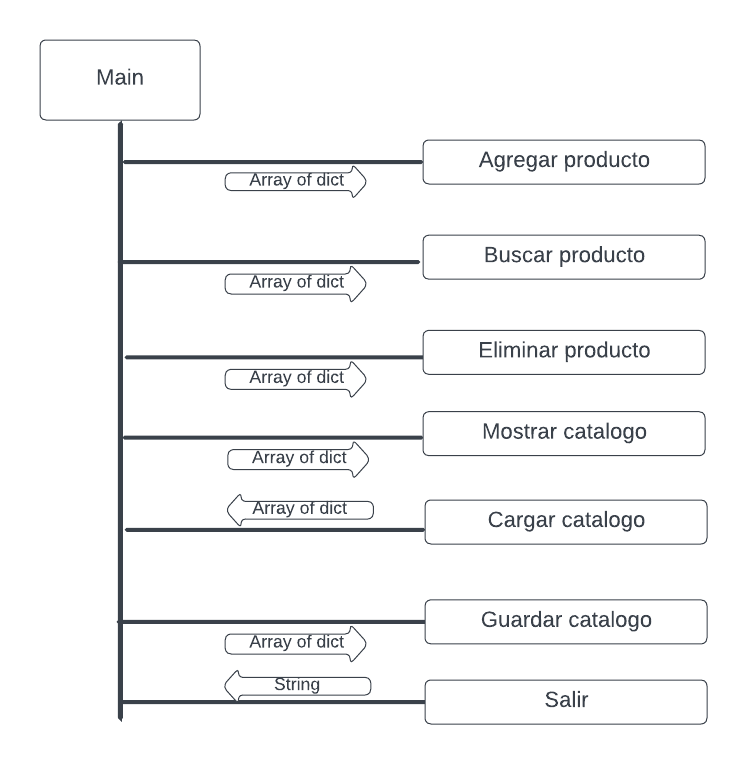 Main
Agregar producto
Array of dict
Buscar producto
Array of dict
Eliminar producto
Array of dict
Mostrar catalogo
Array of dict
Array of dict
Cargar catalogo
Guardar catalogo
Array of dict
String
Salir